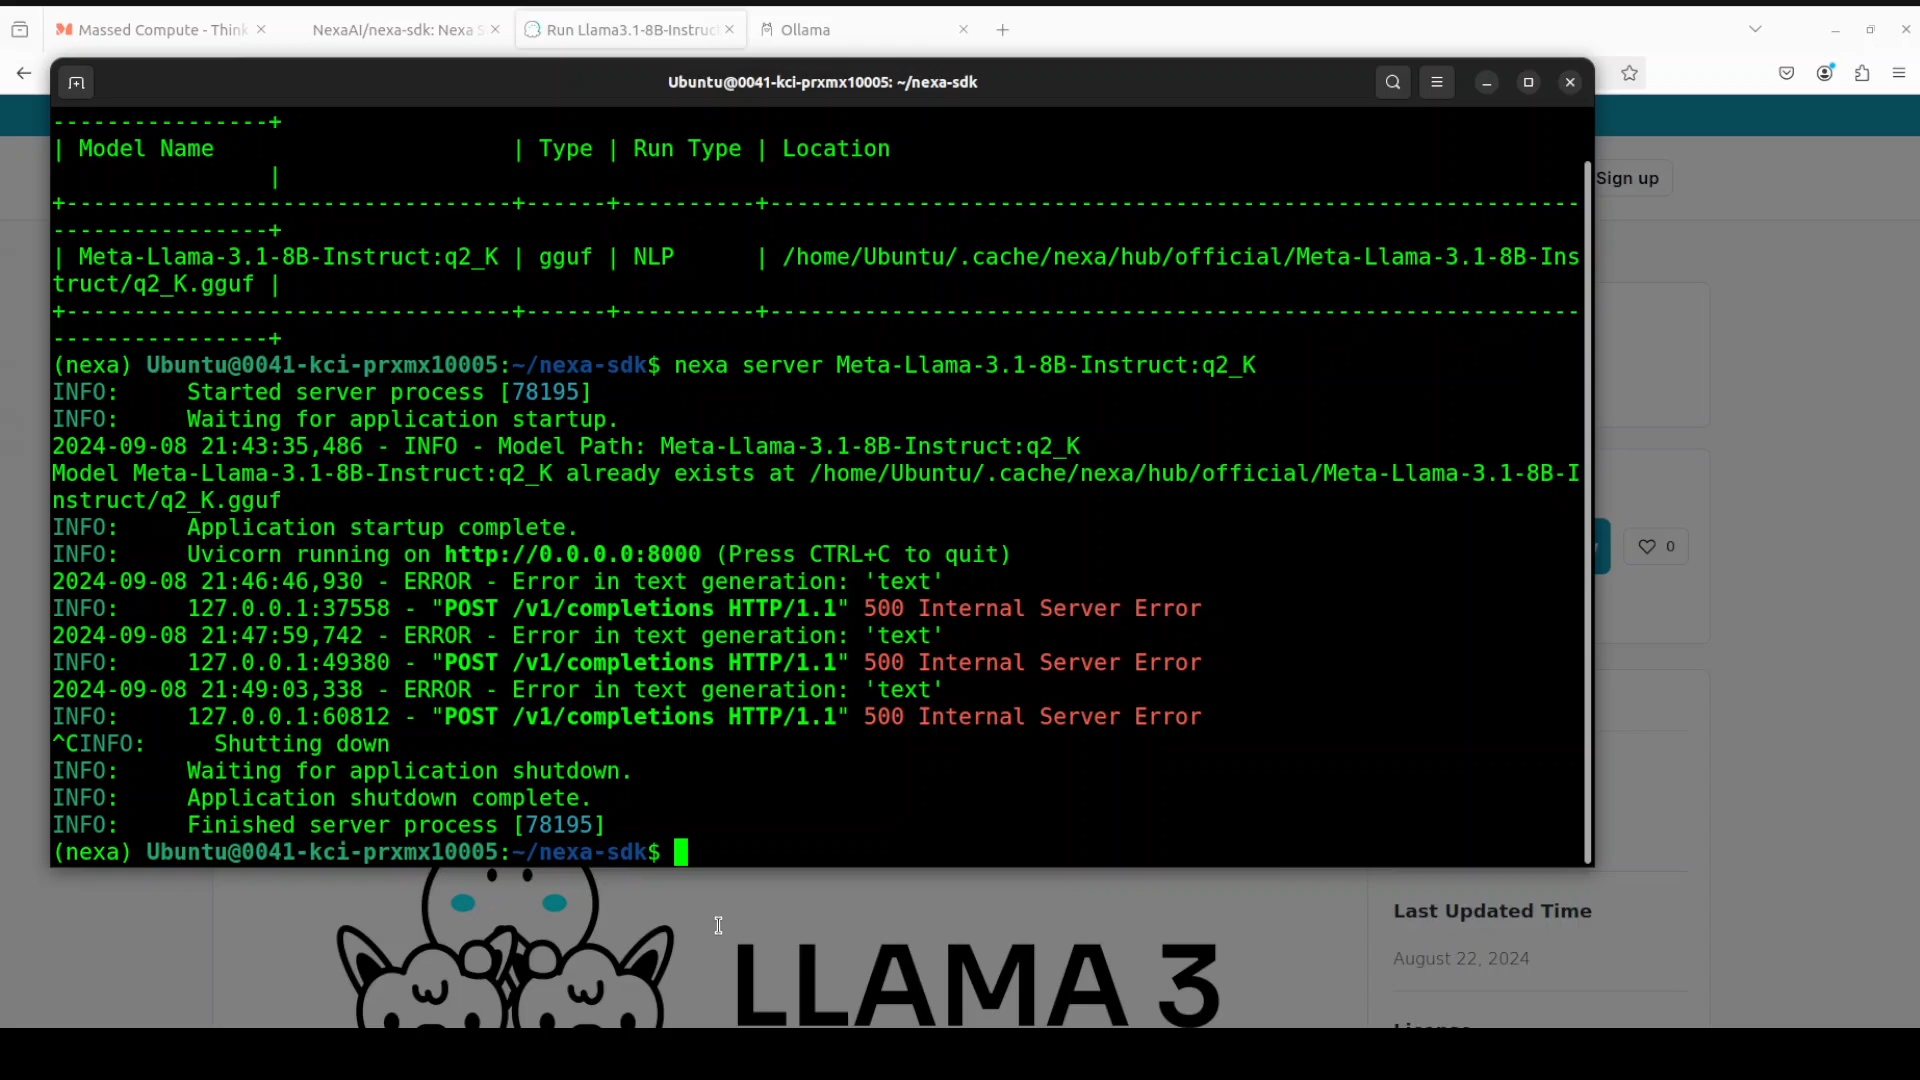 Massed Compute - Think
NexaAI/nexa-sdk: Nexa S
Run Llama3.1-8B-Instruct
Ollama
Ubuntu@0041-kci-prxmx10005: ~/nexa-sdk
----------------+
| Model Name                      | Type | Run Type | Location
                |
+---------------------------------+------+----------+------------------------------------------------------------
----------------+
| Meta-Llama-3.1-8B-Instruct:q2_K | gguf | NLP      | /home/Ubuntu/.cache/nexa/hub/official/Meta-Llama-3.1-8B-Ins
truct/q2_K.gguf |
+---------------------------------+------+----------+------------------------------------------------------------
----------------+
(nexa) Ubuntu@0041-kci-prxmx10005:~/nexa-sdk$ nexa server Meta-Llama-3.1-8B-Instruct:q2_K
INFO:     Started server process [78195]
INFO:     Waiting for application startup.
2024-09-08 21:43:35,486 - INFO - Model Path: Meta-Llama-3.1-8B-Instruct:q2_K
Model Meta-Llama-3.1-8B-Instruct:q2_K already exists at /home/Ubuntu/.cache/nexa/hub/official/Meta-Llama-3.1-8B-I
nstruct/q2_K.gguf
INFO:     Application startup complete.
INFO:     Uvicorn running on http://0.0.0.0:8000 (Press CTRL+C to quit)
2024-09-08 21:46:46,930 - ERROR - Error in text generation: 'text'
INFO:     127.0.0.1:37558 - "POST /v1/completions HTTP/1.1" 500 Internal Server Error
2024-09-08 21:47:59,742 - ERROR - Error in text generation: 'text'
INFO:     127.0.0.1:49380 - "POST /v1/completions HTTP/1.1" 500 Internal Server Error
2024-09-08 21:49:03,338 - ERROR - Error in text generation: 'text'
INFO:     127.0.0.1:60812 - "POST /v1/completions HTTP/1.1" 500 Internal Server Error
^CINFO:     Shutting down
INFO:     Waiting for application shutdown.
INFO:     Application shutdown complete.
INFO:     Finished server process [78195]
(nexa) Ubuntu@0041-kci-prxmx10005:~/nexa-sdk$
Sign up
0
LLAMA 3
Last Updated Time
August 22, 2024